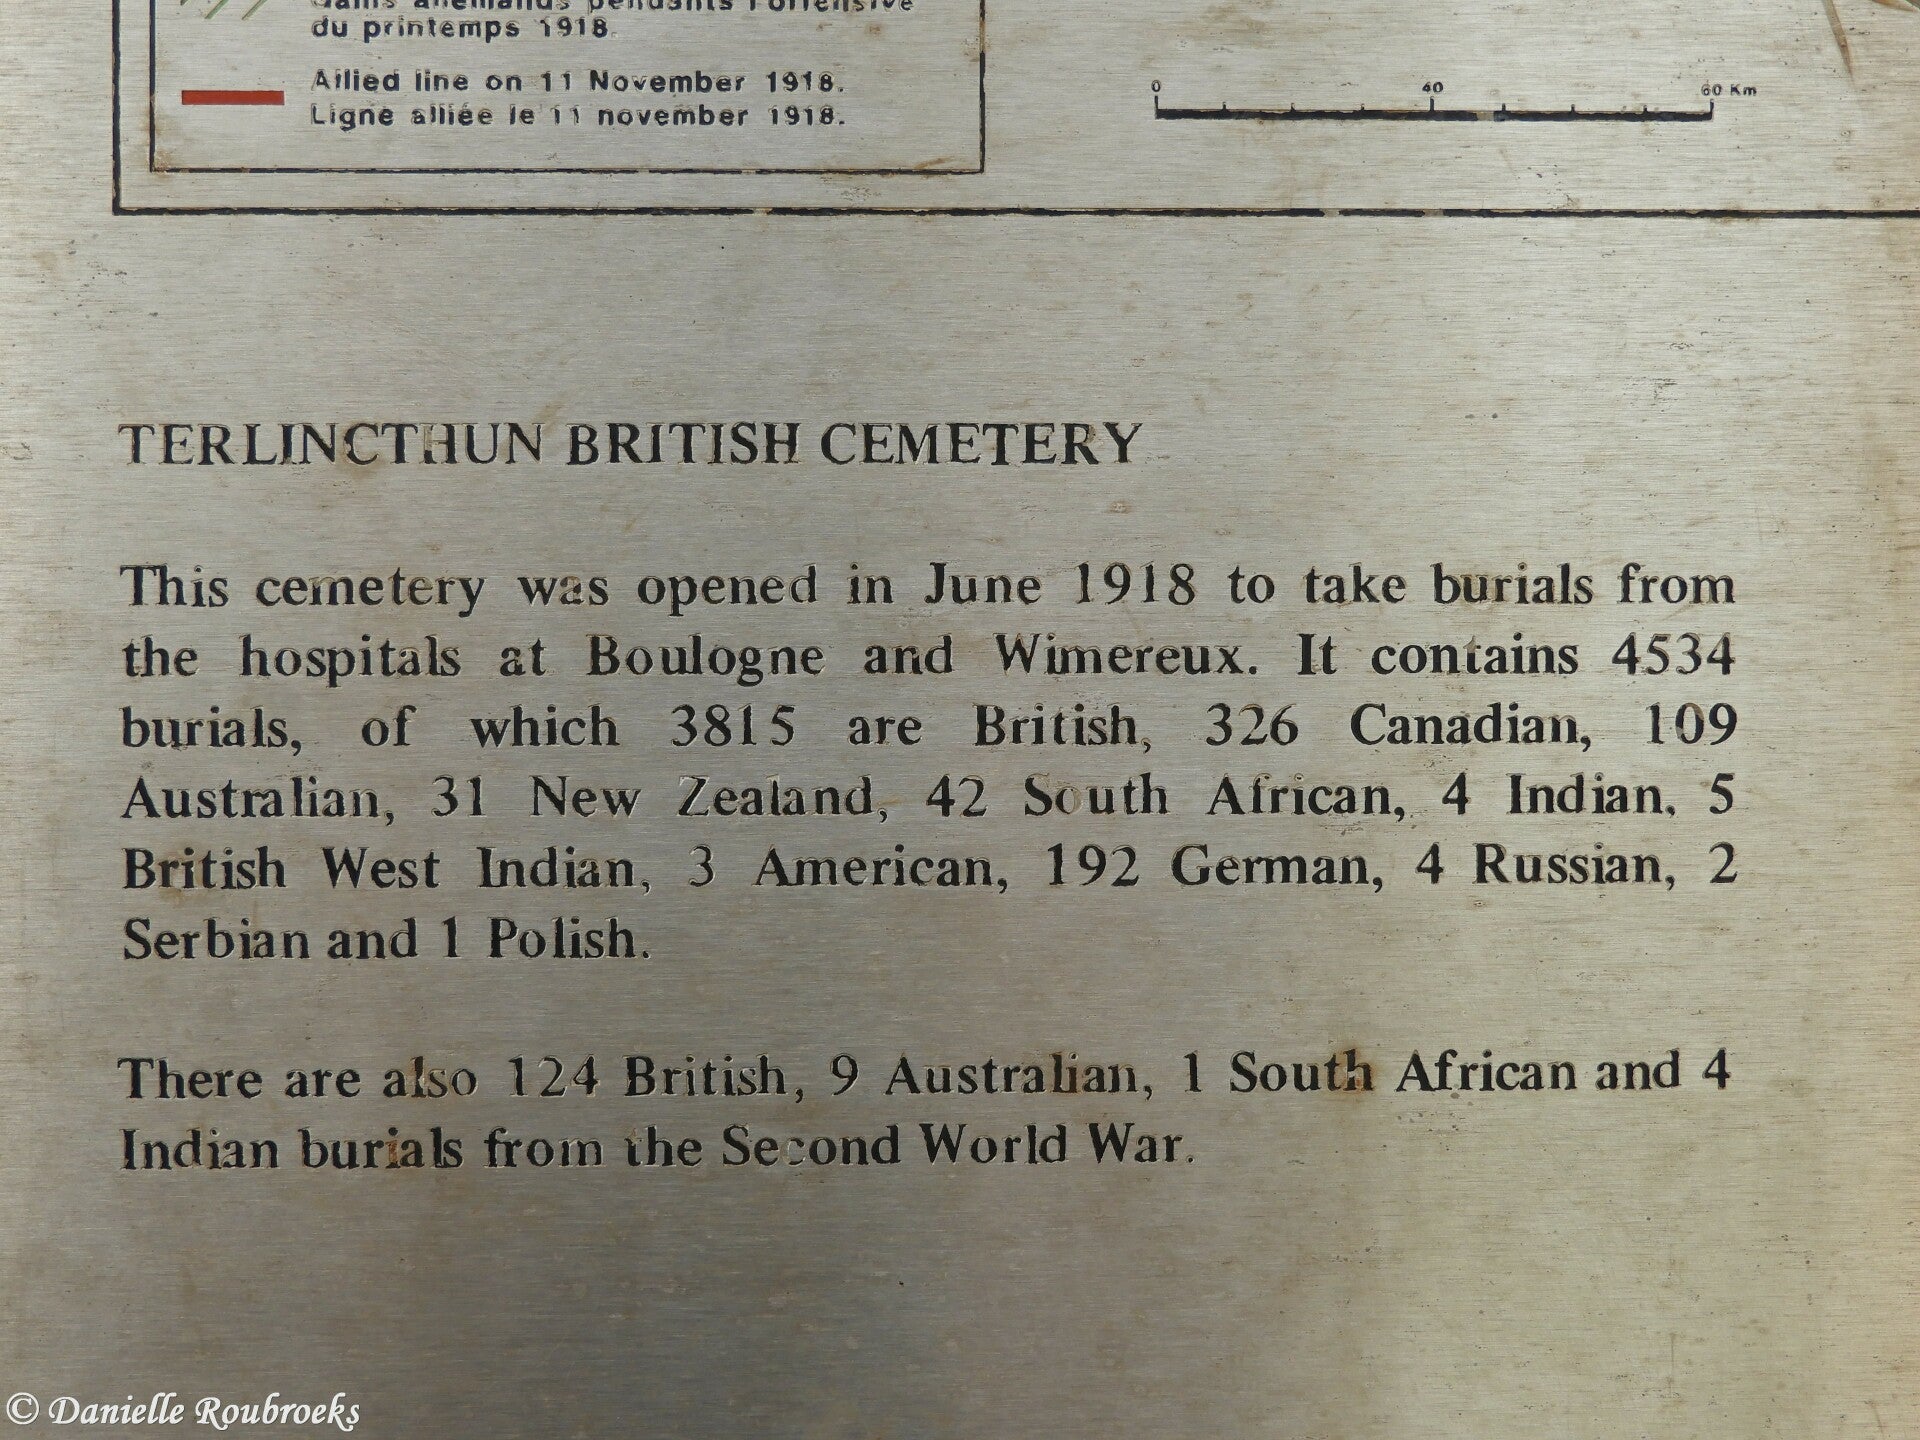 gains allemands pendants l'offensive
du printemps 1918.
Allied line on 11 November 1918.
Ligne alliée le 11 november 1918.
0 40 60 Km
TERLINCTHUN BRITISH CEMETERY
This cemetery was opened in June 1918 to take burials from
the hospitals at Boulogne and Wimereux. It contains 4534
burials, of which 3815 are British, 326 Canadian, 109
Australian, 31 New Zealand, 42 South African, 4 Indian, 5
British West Indian, 3 American, 192 German, 4 Russian, 2
Serbian and 1 Polish.
There are also 124 British, 9 Australian, 1 South African and 4
Indian burials from the Second World War.
© Danielle Roubroeks